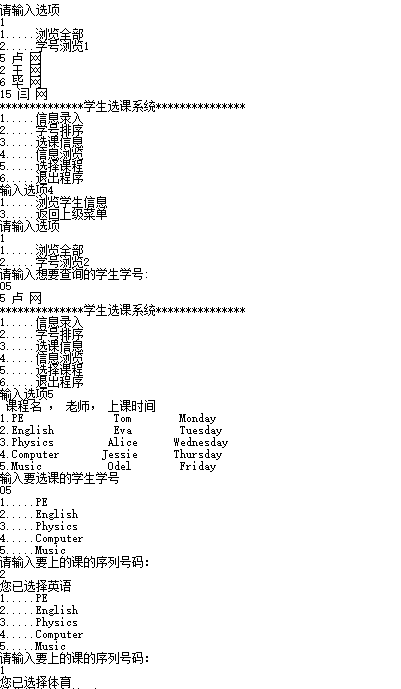 请输入选项
1
1.....浏览全部
2.....学号浏览1
5 卢 网
2 王 网
6 毕 网
15 闫 网
**************学生选课系统***************
1.....信息录入
2.....学号排序
3.....选课信息
4.....信息浏览
5.....选择课程
6.....退出程序
输入选项4
1.....浏览学生信息
3.....返回上级菜单
请输入选项
1
1.....浏览全部
2.....学号浏览2
请输入想要查询的学生学号:
05
5 卢 网
**************学生选课系统***************
1.....信息录入
2.....学号排序
3.....选课信息
4.....信息浏览
5.....选择课程
6.....退出程序
输入选项5
课程名 , 老师, 上课时间
1.PE Tom Monday
2.English Eva Tuesday
3.Physics Alice Wednesday
4.Computer Jessie Thursday
5.Music Odel Friday
输入要选课的学生学号
05
1.....PE
2.....English
3.....Physics
4.....Computer
5.....Music
请输入要上的课的序列号码:
2
您已选择英语
1.....PE
2.....English
3.....Physics
4.....Computer
5.....Music
请输入要上的课的序列号码:
1
您已选择体育